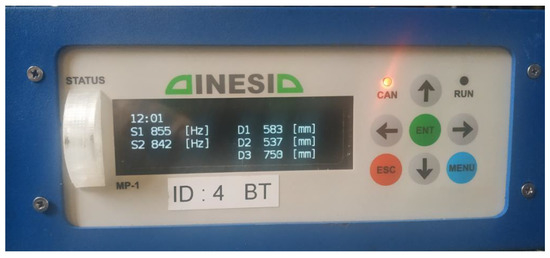 STATUS
INESI
CAN
RUN
12:01
S1 855 [Hz] D1 583 [mm]
S2 842 [Hz] D2 537 [mm]
D3 759 [mm]
ENT
ESC
MENU
MP-1
ID : 4 BT